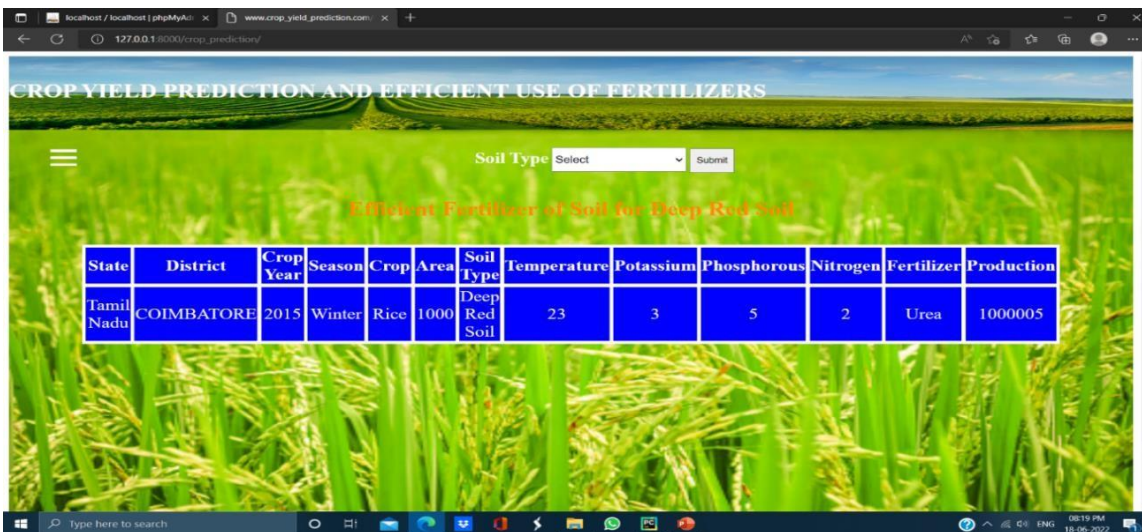 localhost / localhost | phpMyAd
www.crop_yield_prediction.com/
127.0.0.1:8000/crop_prediction/
CROP YIELD PREDICTION AND EFFICIENT USE OF FERTILIZERS
Soil Type Select Submit
Efficient Fertilizer of Soil for Deep Red Soil
State District Crop Year Season Crop Area Soil Type Temperature Potassium Phosphorous Nitrogen Fertilizer Production
Tamil Nadu COIMBATORE 2015 Winter Rice 1000 Deep Red Soil 23 3 5 2 Urea 1000005
Type here to search
ENG
08:19 PM
18-06-2022